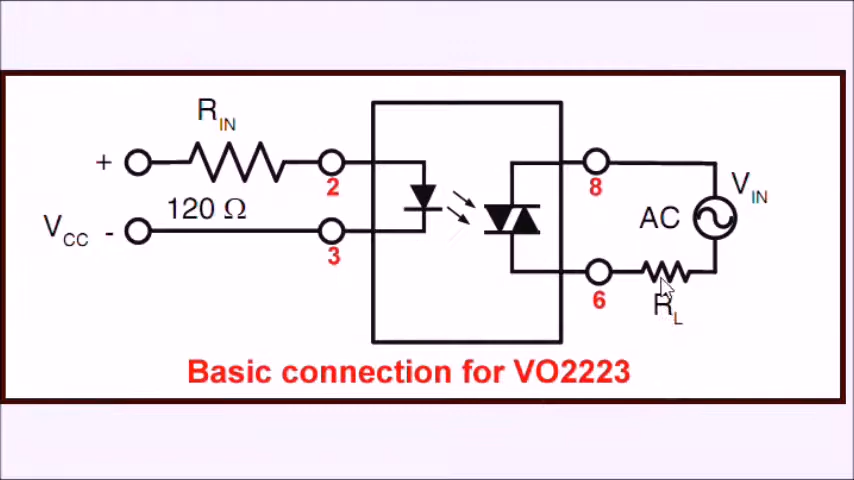 R_IN
+
2
8
V_IN
120 Ω
AC
V_CC -
3
6
R_L
Basic connection for VO2223